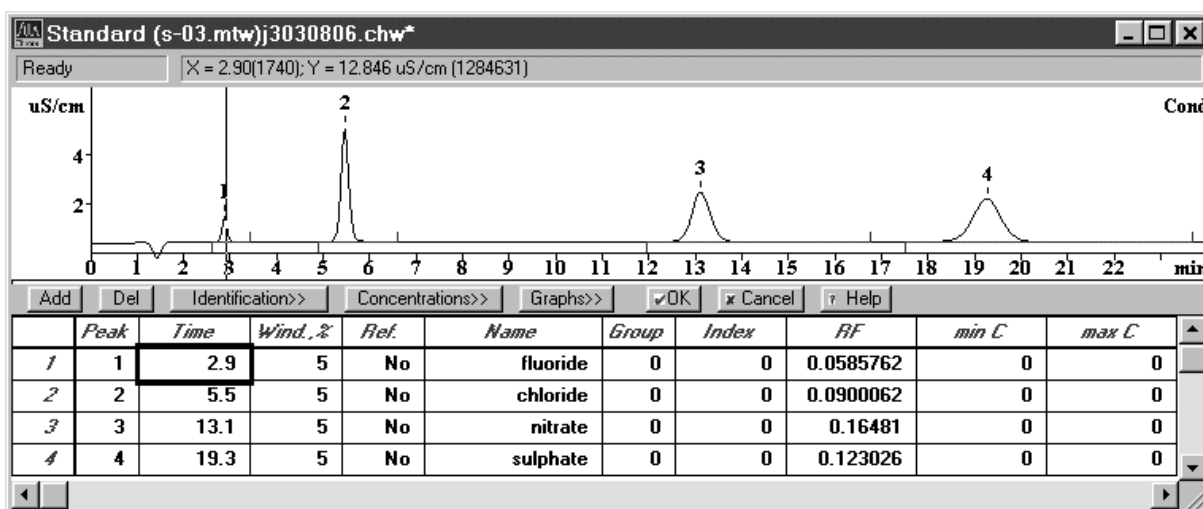 Standard (s-03.mtw)j3030806.chw*
Ready X = 2.90(1740); Y = 12.846 uS/cm (1284631)
uS/cm 2 Cond
4 3 4
1
2
0 1 2 3 4 5 6 7 8 9 10 11 12 13 14 15 16 17 18 19 20 21 22 min
Add Del Identification>> Concentrations>> Graphs>> OK Cancel ? Help
Peak Time Wind.,% Ref. Name Group Index RF min C max C
1 1 2.9 5 No fluoride 0 0 0.0585762 0 0
2 2 5.5 5 No chloride 0 0 0.0900062 0 0
3 3 13.1 5 No nitrate 0 0 0.16481 0 0
4 4 19.3 5 No sulphate 0 0 0.123026 0 0